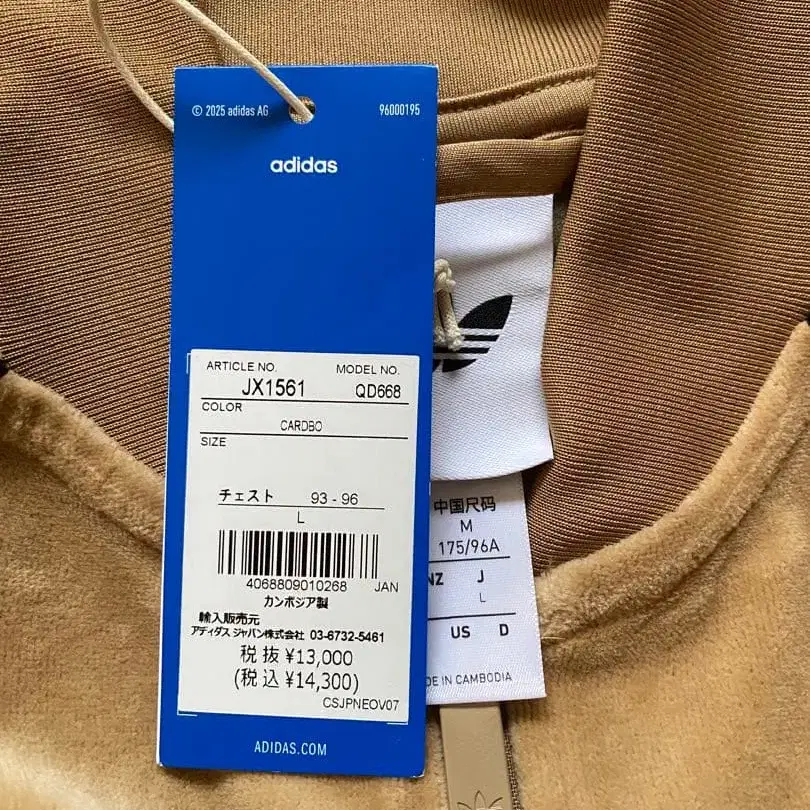 © 2025 adidas AG 96000195
adidas
ARTICLE NO. MODEL NO.
JX1561 QD668
COLOR
CARDBO
SIZE
チェスト 93 - 96
L
4068809010268 JAN
カンボジア製
輸入販売元
アディダス ジャパン株式会社 03-6732-5461
税 抜 ¥13,000
(税 込 ¥14,300)
CSJPNEOV07
ADIDAS.COM
中国尺码
M
175/96A
NZ J
L
US D
DE IN CAMBODIA